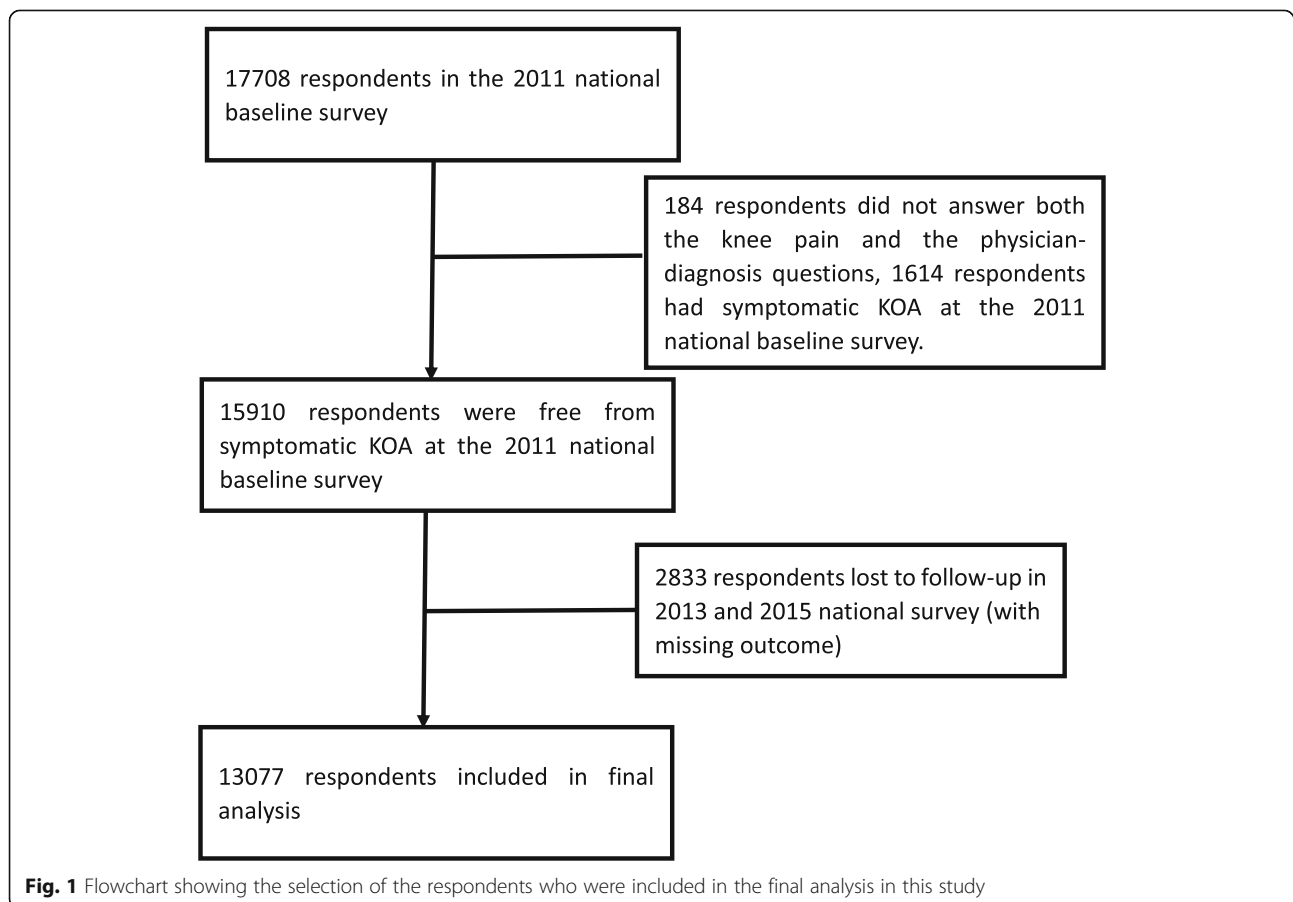 17708 respondents in the 2011 national
baseline survey
184 respondents did not answer both
the knee pain and the physician-
diagnosis questions, 1614 respondents
had symptomatic KOA at the 2011
national baseline survey.
15910 respondents were free from
symptomatic KOA at the 2011 national
baseline survey
2833 respondents lost to follow-up in
2013 and 2015 national survey (with
missing outcome)
13077 respondents included in final
analysis
Fig. 1 Flowchart showing the selection of the respondents who were included in the final analysis in this study